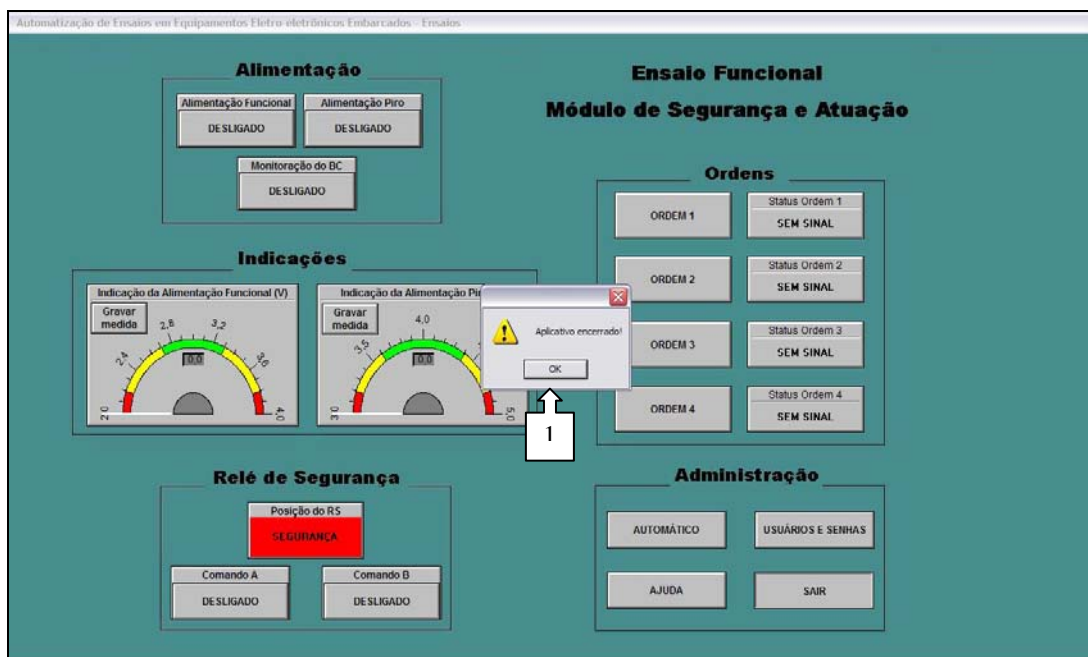 Automatização de Ensaios em Equipamentos Eletro-eletrônicos Embarcados - Ensaios
Alimentação
Alimentação Funcional
DESLIGADO
Alimentação Piro
DESLIGADO
Monitoração do BC
DESLIGADO
Ensaio Funcional
Módulo de Segurança e Atuação
Indicações
Indicação da Alimentação Funcional (V)
Gravar
medida
2,0
2,4
2,8
3,2
3,6
4,0
0,0
Indicação da Alimentação
Gravar
medida
3,0
3,5
4,0
5,0
0,0
Aplicativo encerrado!
OK
1
Ordens
ORDEM 1
Status Ordem 1
SEM SINAL
ORDEM 2
Status Ordem 2
SEM SINAL
ORDEM 3
Status Ordem 3
SEM SINAL
ORDEM 4
Status Ordem 4
SEM SINAL
Relé de Segurança
Posição do RS
SEGURANÇA
Comando A
DESLIGADO
Comando B
DESLIGADO
Administração
AUTOMÁTICO
USUÁRIOS E SENHAS
AJUDA
SAIR